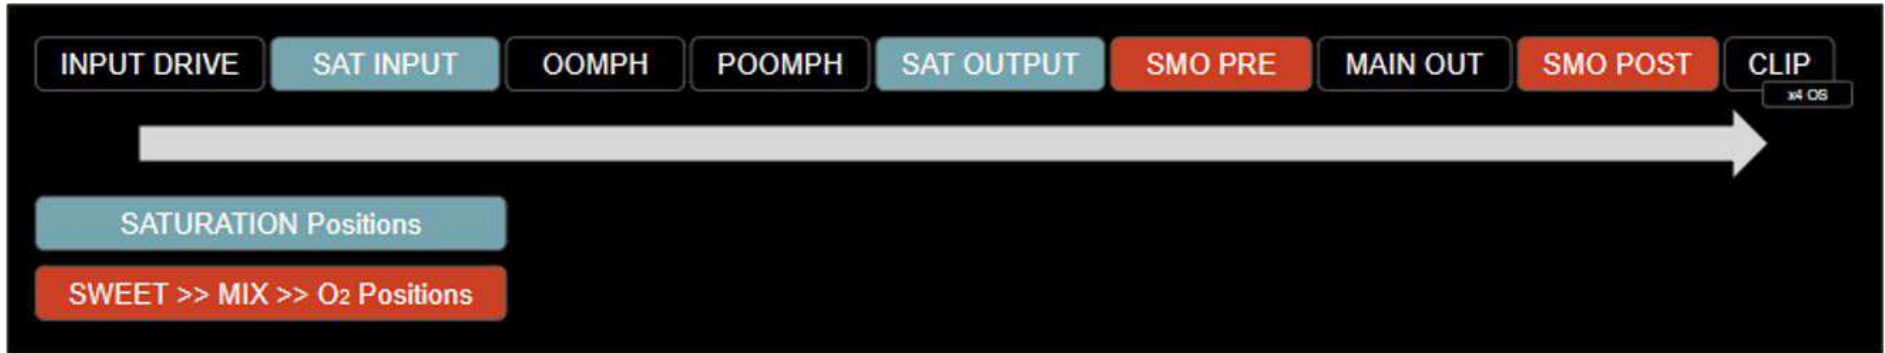 INPUT DRIVE SAT INPUT OOMPH POOMPH SAT OUTPUT SMO PRE MAIN OUT SMO POST CLIP
x4 OS
SATURATION Positions
SWEET >> MIX >> O₂ Positions